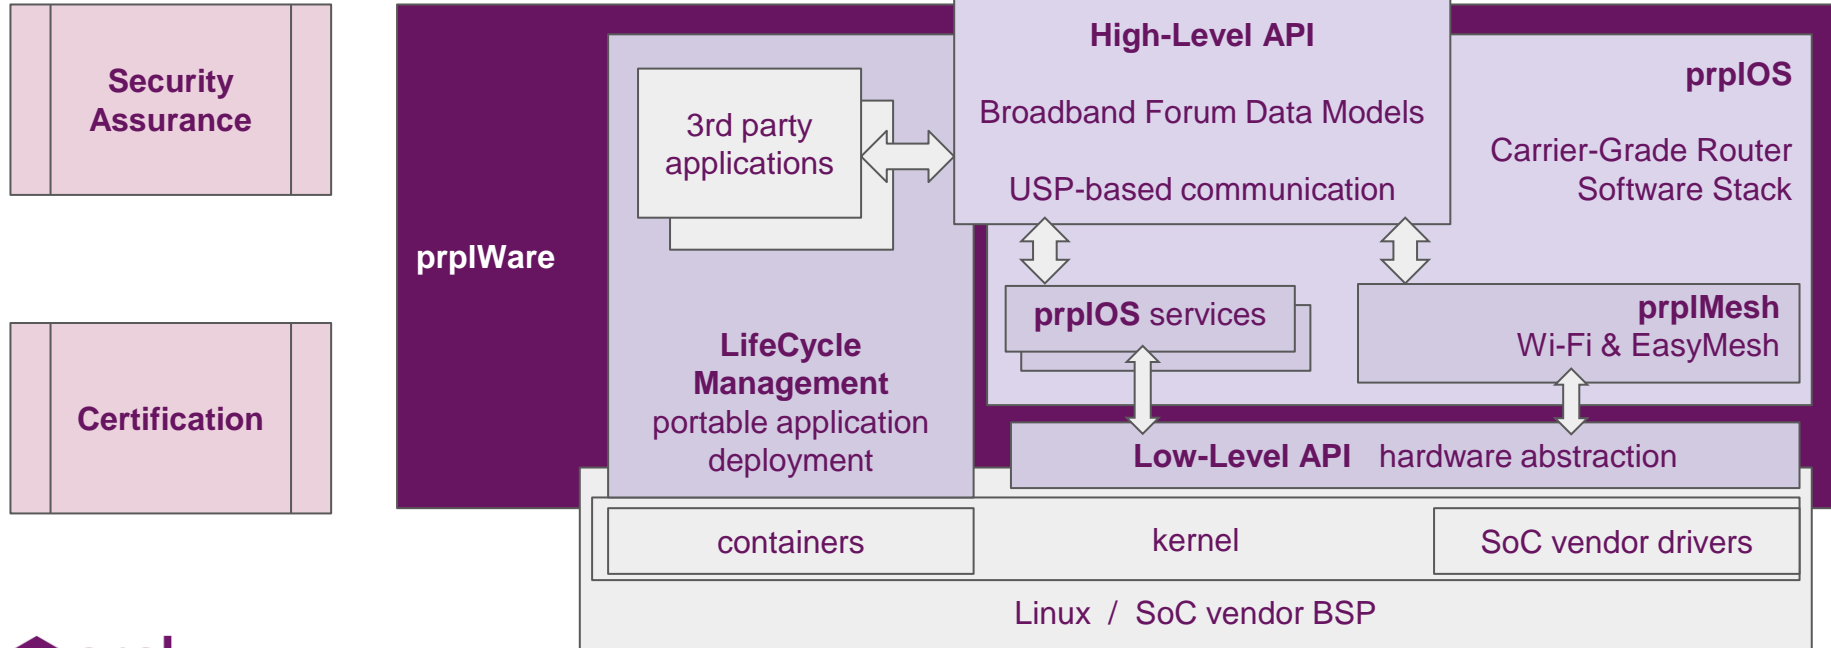 Security
Assurance
Certification
prplWare
3rd party
applications
LifeCycle
Management
portable application
deployment
High-Level API
Broadband Forum Data Models
USP-based communication
prplOS
Carrier-Grade Router
Software Stack
prplOS services
prplMesh
Wi-Fi & EasyMesh
Low-Level API hardware abstraction
containers
kernel
SoC vendor drivers
Linux / SoC vendor BSP